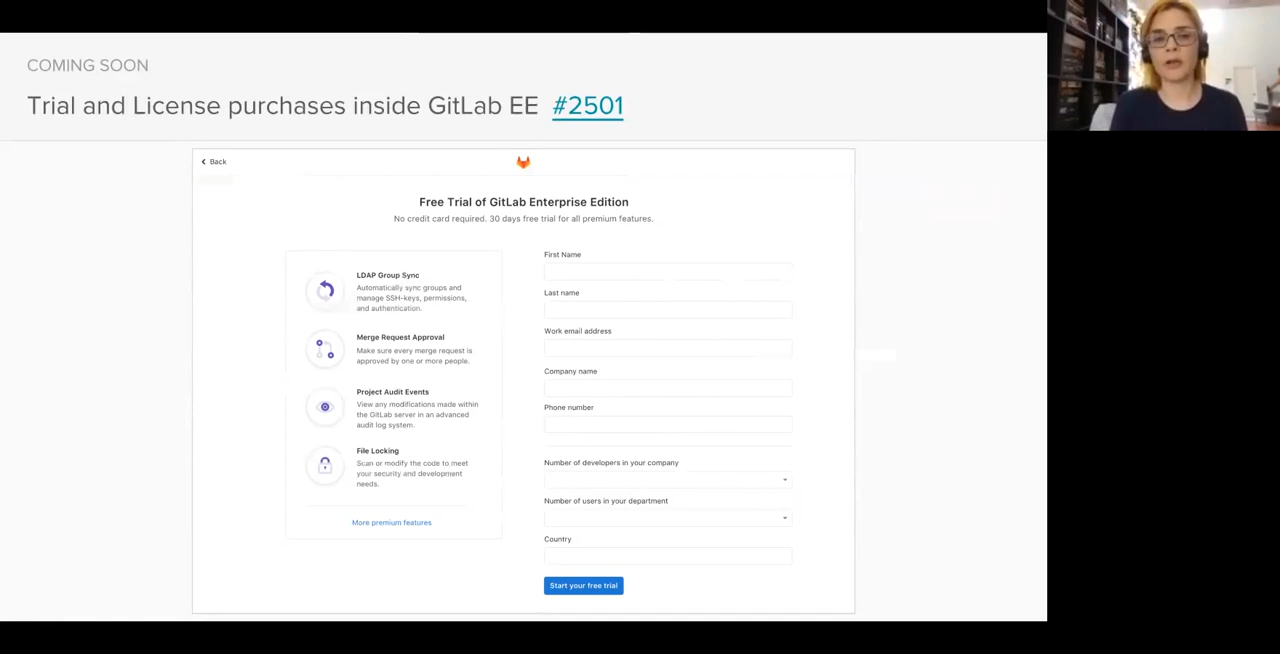 COMING SOON
Trial and License purchases inside GitLab EE #2501
Back
Free Trial of GitLab Enterprise Edition
No credit card required. 30 days free trial for all premium features.
LDAP Group Sync
Automatically sync groups and
manage SSH-keys, permissions,
and authentication.
Merge Request Approval
Make sure every merge request is
approved by one or more people.
Project Audit Events
View any modifications made within
the GitLab server in an advanced
audit log system.
File Locking
Scan or modify the code to meet
your security and development
needs.
More premium features
First Name
Last name
Work email address
Company name
Phone number
Number of developers in your company
Number of users in your department
Country
Start your free trial